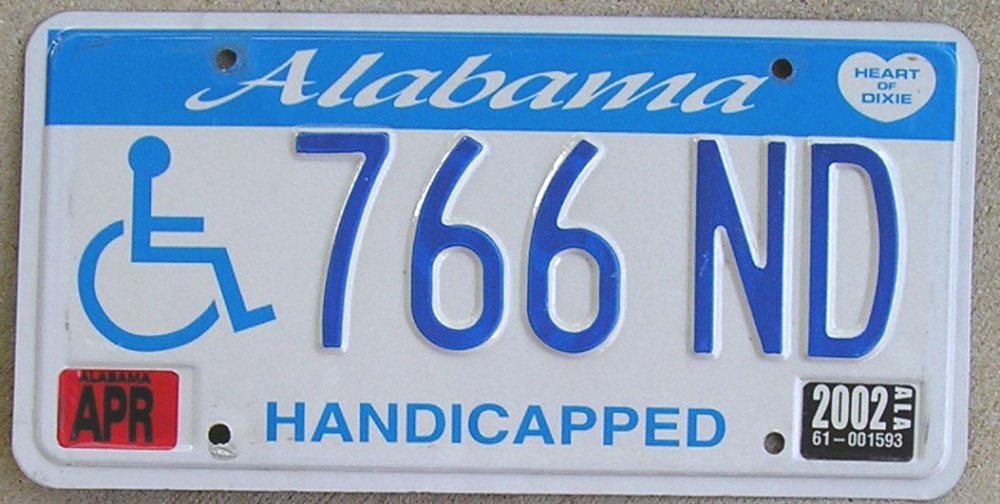 Alabama
HEART
OF
DIXIE
766 ND
ALABAMA
APR
HANDICAPPED
2002
ALA
61-001593